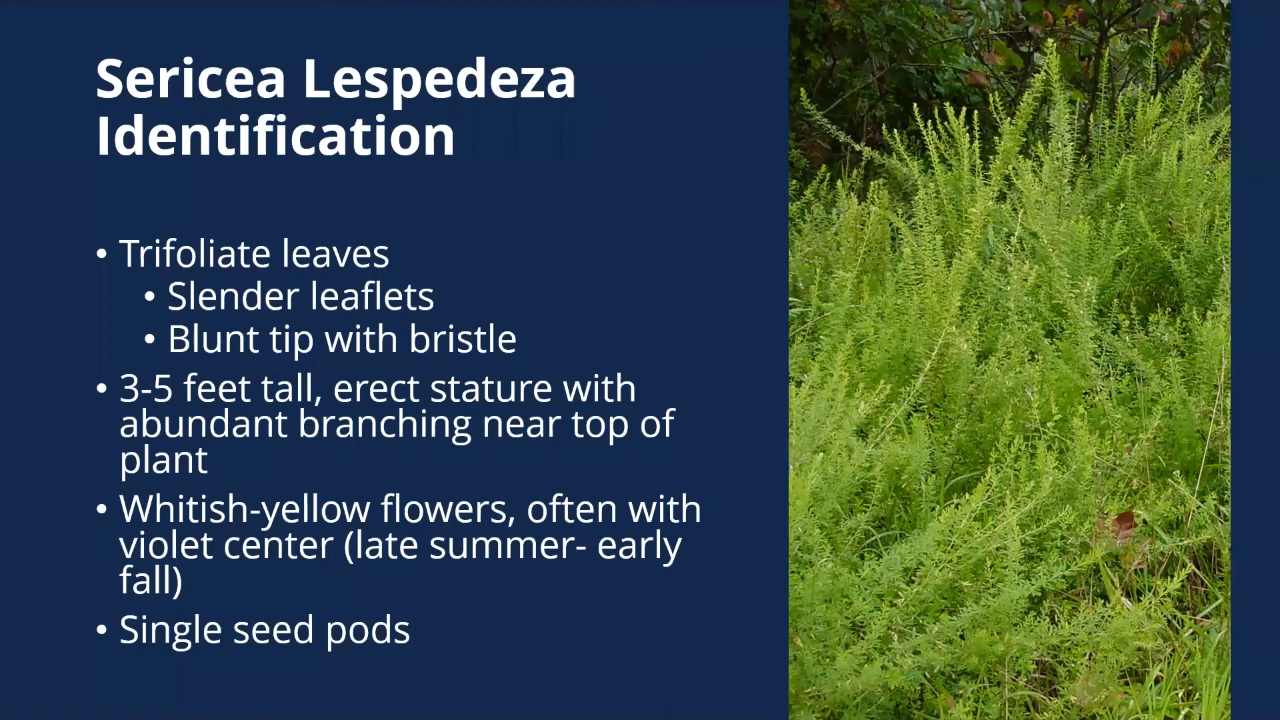 Sericea Lespedeza
Identification
• Trifoliate leaves
• Slender leaflets
• Blunt tip with bristle
• 3-5 feet tall, erect stature with
abundant branching near top of
plant
• Whitish-yellow flowers, often with
violet center (late summer- early
fall)
• Single seed pods